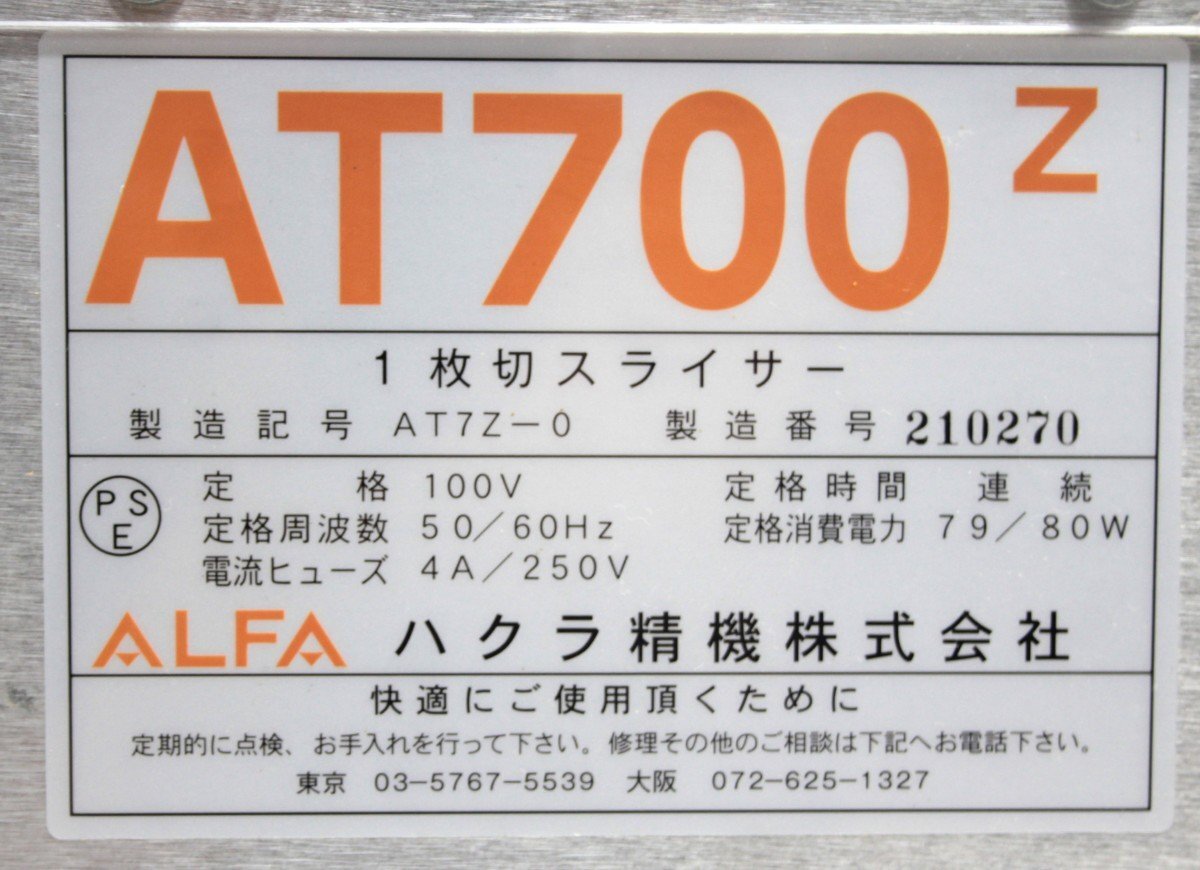 AT700 Z
1枚切スライサー
製造記号 AT7Z-0 製造番号 210270
PSE 定格 100V 定格時間 連続
定格周波数 50/60Hz 定格消費電力 79/80W
電流ヒューズ 4A/250V
ALFA ハクラ精機株式会社
快適にご使用頂くために
定期的に点検、お手入れを行って下さい。修理その他のご相談は下記へお電話下さい。
東京 03-5767-5539 大阪 072-625-1327